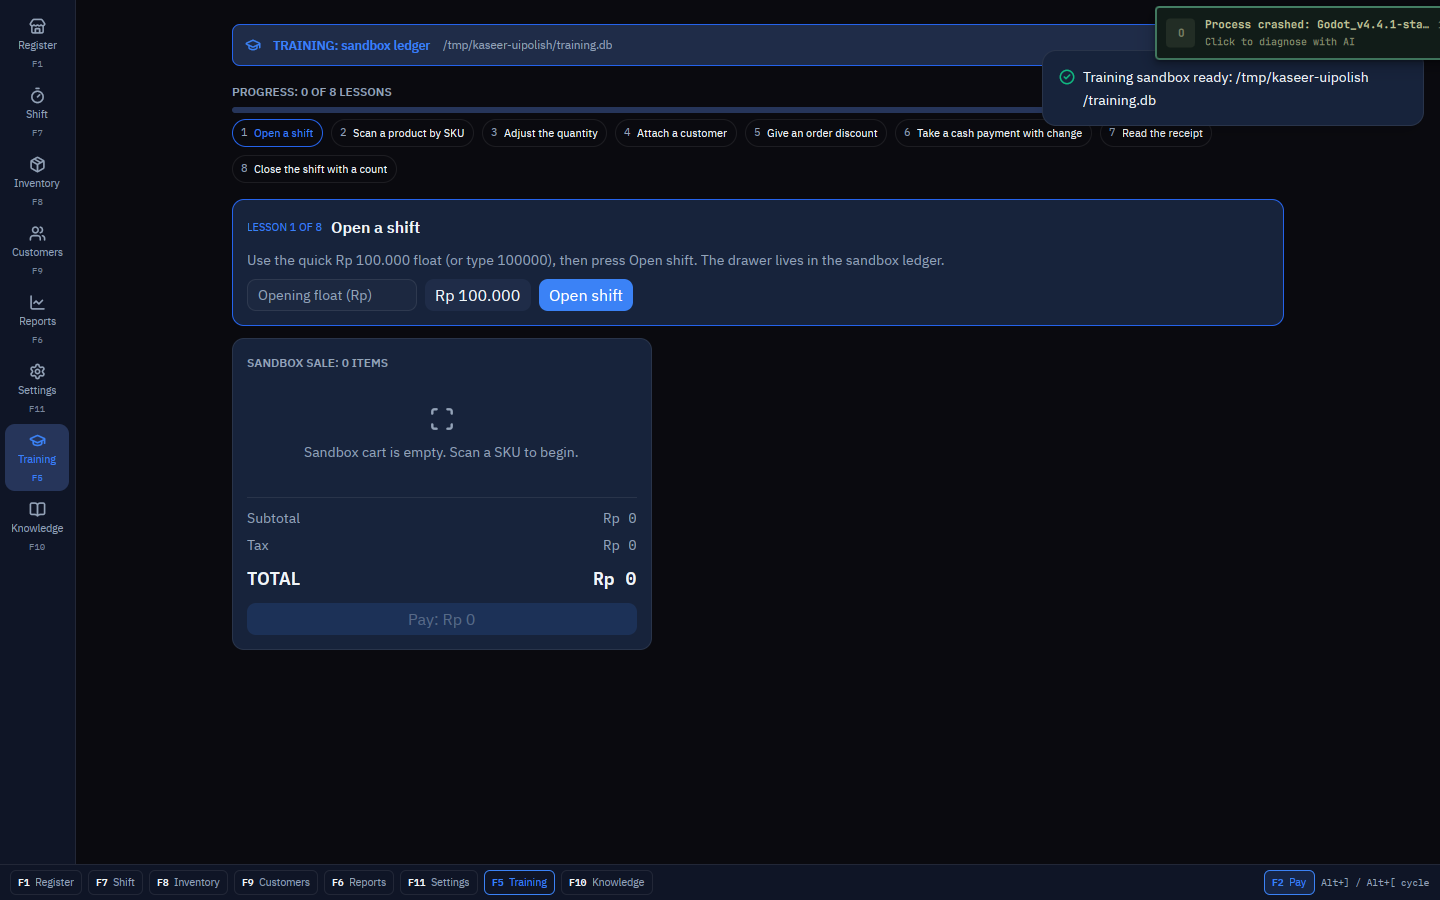 Register
F1
Shift
F7
Inventory
F8
Customers
F9
Reports
F6
Settings
F11
Training
F5
Knowledge
F10
TRAINING: sandbox ledger /tmp/kaseer-uipolish/training.db
Process crashed: Godot_v4.4.1-sta…
Click to diagnose with AI
Training sandbox ready: /tmp/kaseer-uipolish
/training.db
PROGRESS: 0 OF 8 LESSONS
1 Open a shift 2 Scan a product by SKU 3 Adjust the quantity 4 Attach a customer 5 Give an order discount 6 Take a cash payment with change 7 Read the receipt
8 Close the shift with a count
LESSON 1 OF 8 Open a shift
Use the quick Rp 100.000 float (or type 100000), then press Open shift. The drawer lives in the sandbox ledger.
Opening float (Rp) Rp 100.000 Open shift
SANDBOX SALE: 0 ITEMS
Sandbox cart is empty. Scan a SKU to begin.
Subtotal Rp 0
Tax Rp 0
TOTAL Rp 0
Pay: Rp 0
F1 Register F7 Shift F8 Inventory F9 Customers F6 Reports F11 Settings F5 Training F10 Knowledge F2 Pay Alt+] / Alt+[ cycle